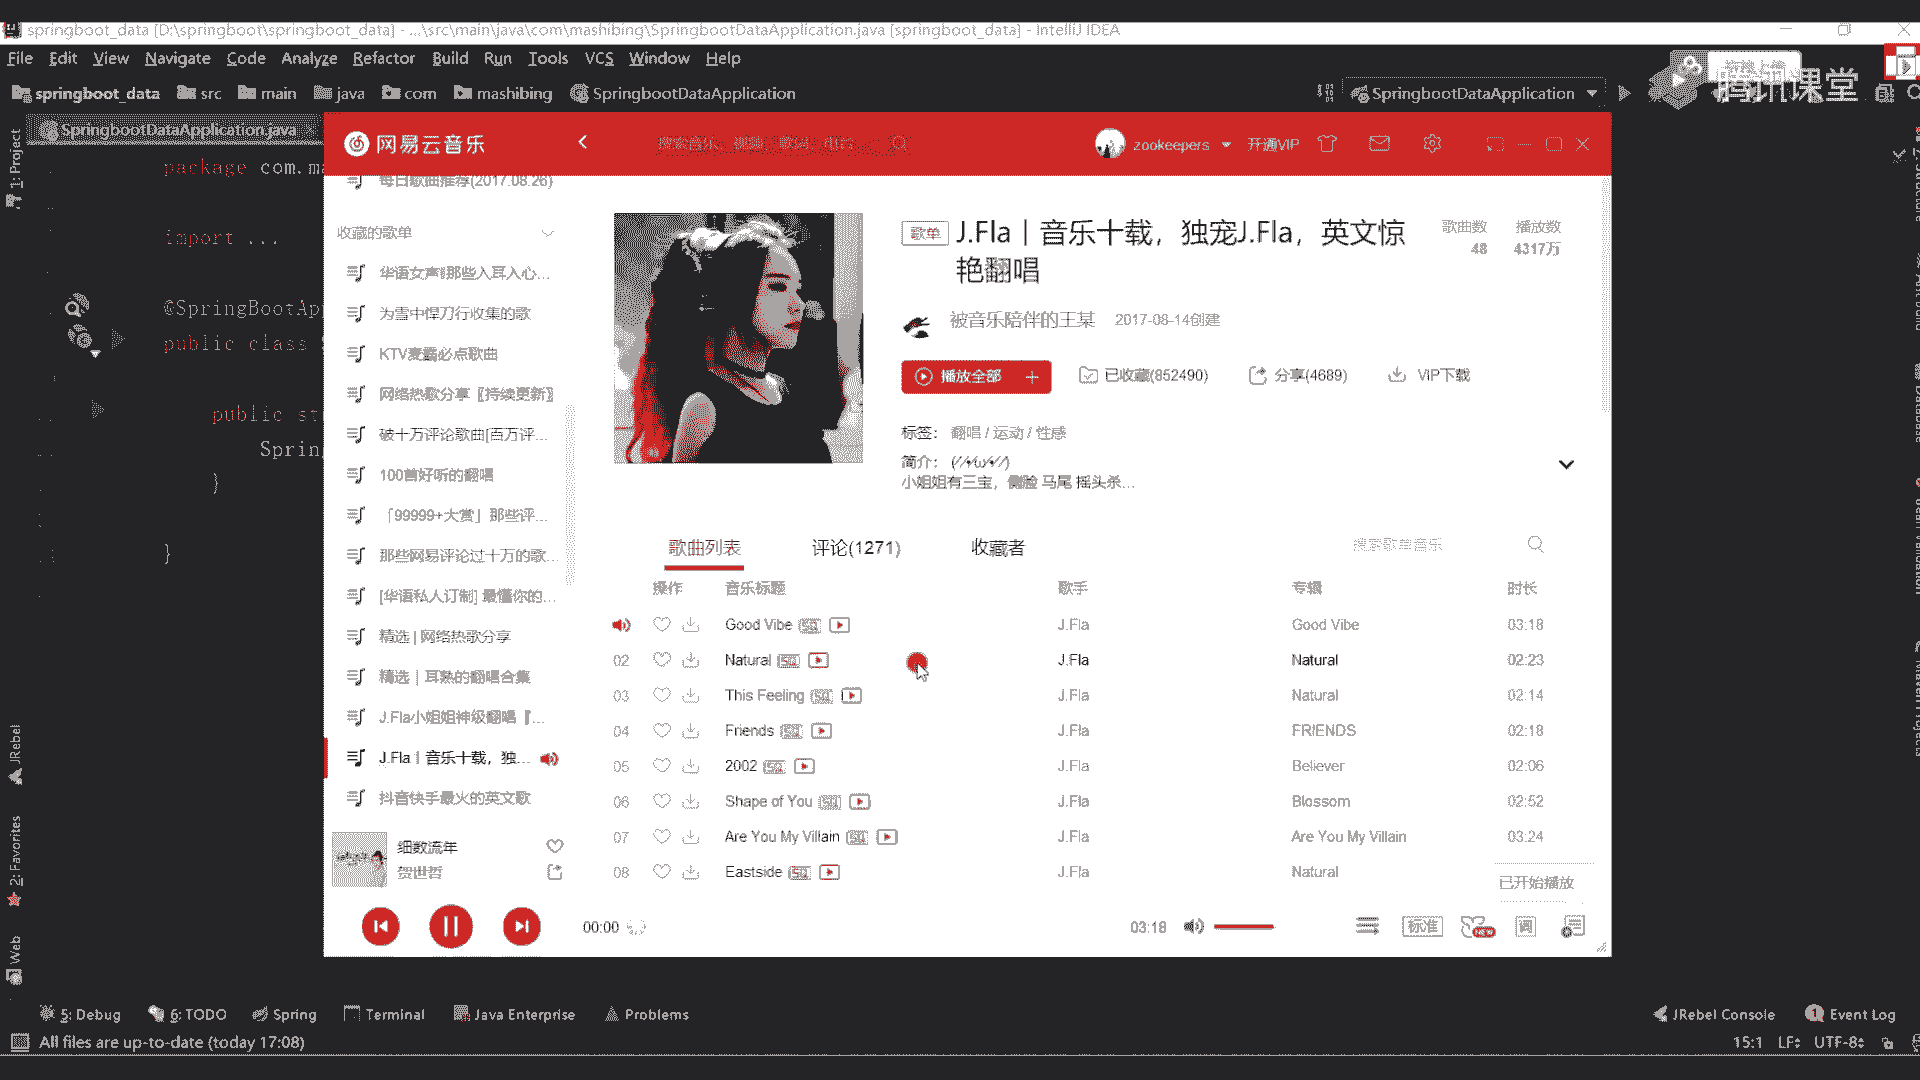 springboot_data [D:\springboot\springboot_data] - ...\src\main\java\com\mashibing\SpringbootDataApplication.java [springboot_data] - IntelliJ IDEA
File Edit View Navigate Code Analyze Refactor Build Run Tools VCS Window Help
springboot_data src main java com mashibing SpringbootDataApplication
SpringbootDataApplication
腾讯课堂
SpringbootDataApplication.java
1: Project
package com.ma
import ...
@SpringBootAp
public class
public st
Sprin
}
}
JRebel
2: Favorites
Web
网易云音乐
zookeepers 开通VIP
每日歌曲推荐(2017.08.26)
收藏的歌单
华语女声‖那些入耳入心...
为雪中悍刀行收集的歌
KTV麦霸必点歌曲
网络热歌分享〖持续更新〗
破十万评论歌曲[百万评...
100首好听的翻唱
「99999+大赏」那些评...
那些网易评论过十万的歌...
[华语私人订制] 最懂你的...
精选 | 网络热歌分享
精选 | 耳熟的翻唱合集
J.Fla小姐姐神级翻唱『...
J.Fla丨音乐十载，独...
抖音快手最火的英文歌
细数流年
贺世哲
歌单 J.Fla丨音乐十载，独宠J.Fla，英文惊
艳翻唱
歌曲数 播放数
48 4317万
被音乐陪伴的王某 2017-08-14创建
播放全部 + 已收藏(852490) 分享(4689) VIP下载
标签： 翻唱 / 运动 / 性感
简介： (⁄ ⁄•⁄ω⁄•⁄ ⁄)
小姐姐有三宝，侧脸 马尾 摇头杀...
歌曲列表 评论(1271) 收藏者 搜索歌单音乐
操作 音乐标题 歌手 专辑 时长
Good Vibe SQ J.Fla Good Vibe 03:18
02 Natural SQ J.Fla Natural 02:23
03 This Feeling SQ J.Fla Natural 02:14
04 Friends SQ J.Fla FRIENDS 02:18
05 2002 SQ J.Fla Believer 02:06
06 Shape of You SQ J.Fla Blossom 02:52
07 Are You My Villain SQ J.Fla Are You My Villain 03:24
08 Eastside SQ J.Fla Natural
已开始播放
00:00 03:18 标准 NEW 词
5: Debug 6: TODO Spring Terminal Java Enterprise Problems JRebel Console 1 Event Log
All files are up-to-date (today 17:08) 15:1 LF UTF-8